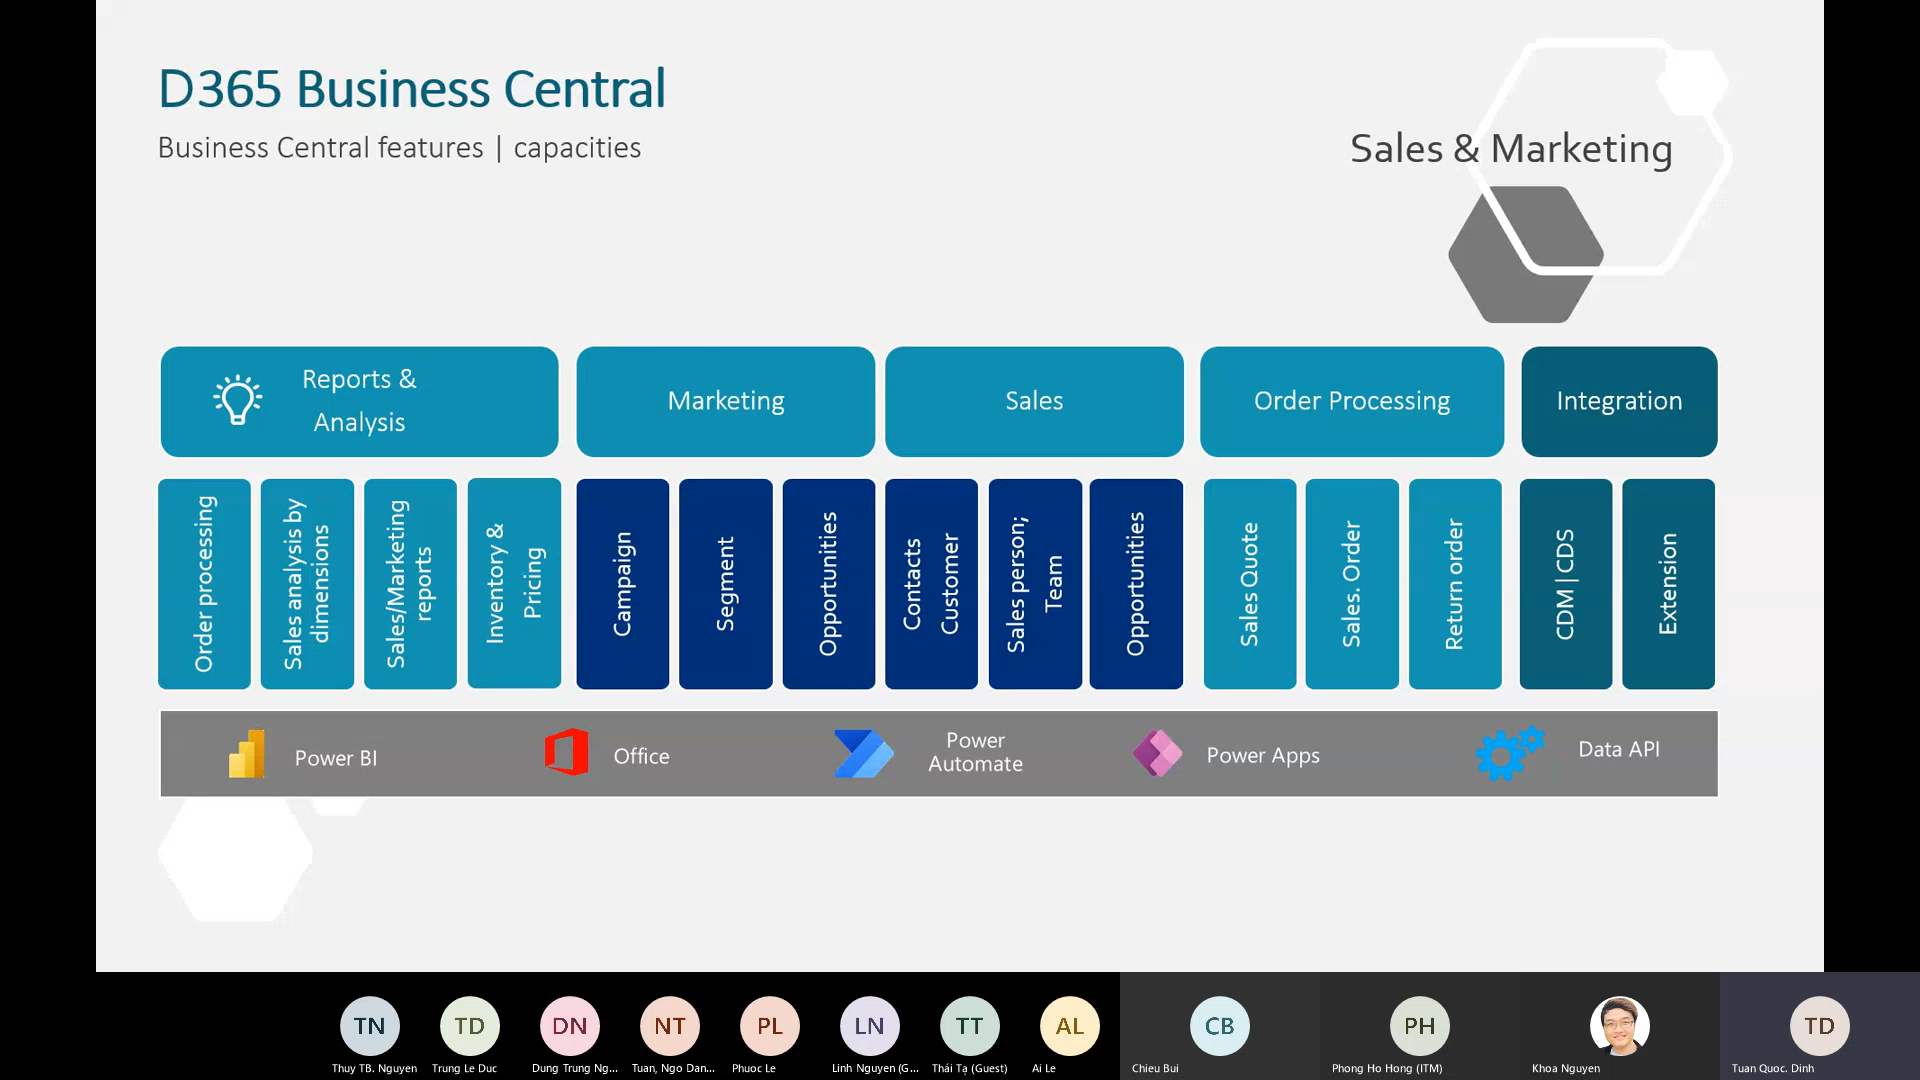 D365 Business Central
Business Central features | capacities
Sales & Marketing
Reports &
Analysis
Marketing
Sales
Order Processing
Integration
Order processing
Sales analysis by
dimensions
Sales/Marketing
reports
Inventory &
Pricing
Campaign
Segment
Opportunities
Contacts
Customer
Sales person;
Team
Opportunities
Sales Quote
Sales. Order
Return order
CDM|CDS
Extension
Power BI
Office
Power
Automate
Power Apps
Data API
TN
TD
DN
NT
PL
LN
TT
AL
CB
PH
TD
Thuy TB. Nguyen
Trung Le Duc
Dung Trung Ng...
Tuan, Ngo Dan...
Phuoc Le
Linh Nguyen (G...
Thái Tạ (Guest)
Ai Le
Chieu Bui
Phong Ho Hong (ITM)
Khoa Nguyen
Tuan Quoc. Dinh